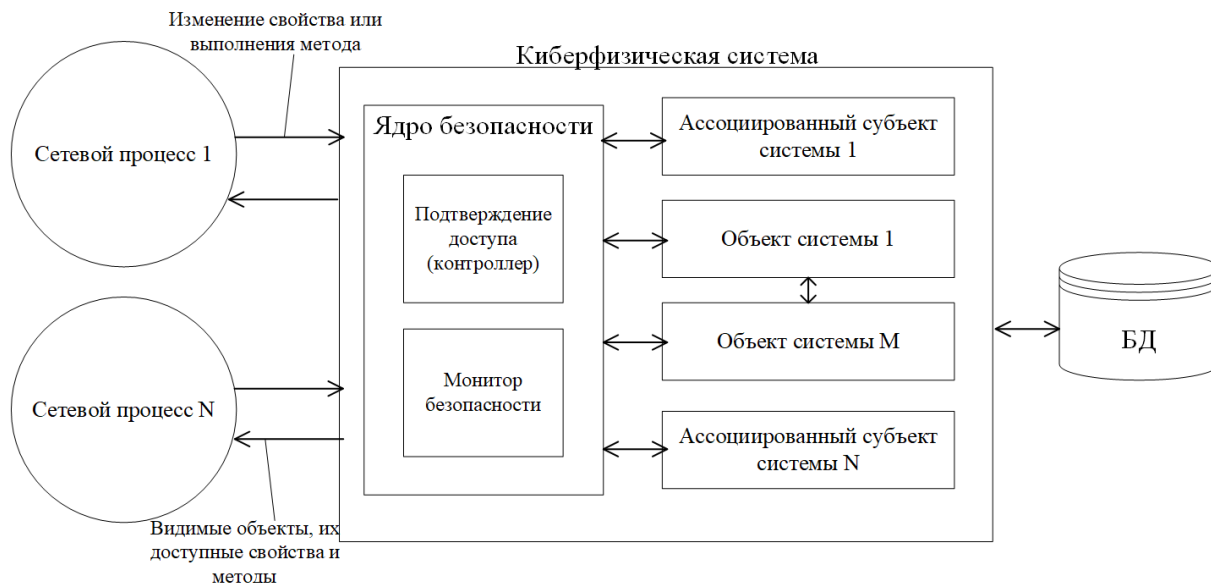 Изменение свойства или
выполнения метода
Киберфизическая система
Ядро безопасности
Ассоциированный субъект
системы 1
Сетевой процесс 1
Подтверждение
доступа
(контроллер)
Объект системы 1
Объект системы M
БД
Монитор
безопасности
Сетевой процесс N
Ассоциированный субъект
системы N
Видимые объекты, их
доступные свойства и
методы